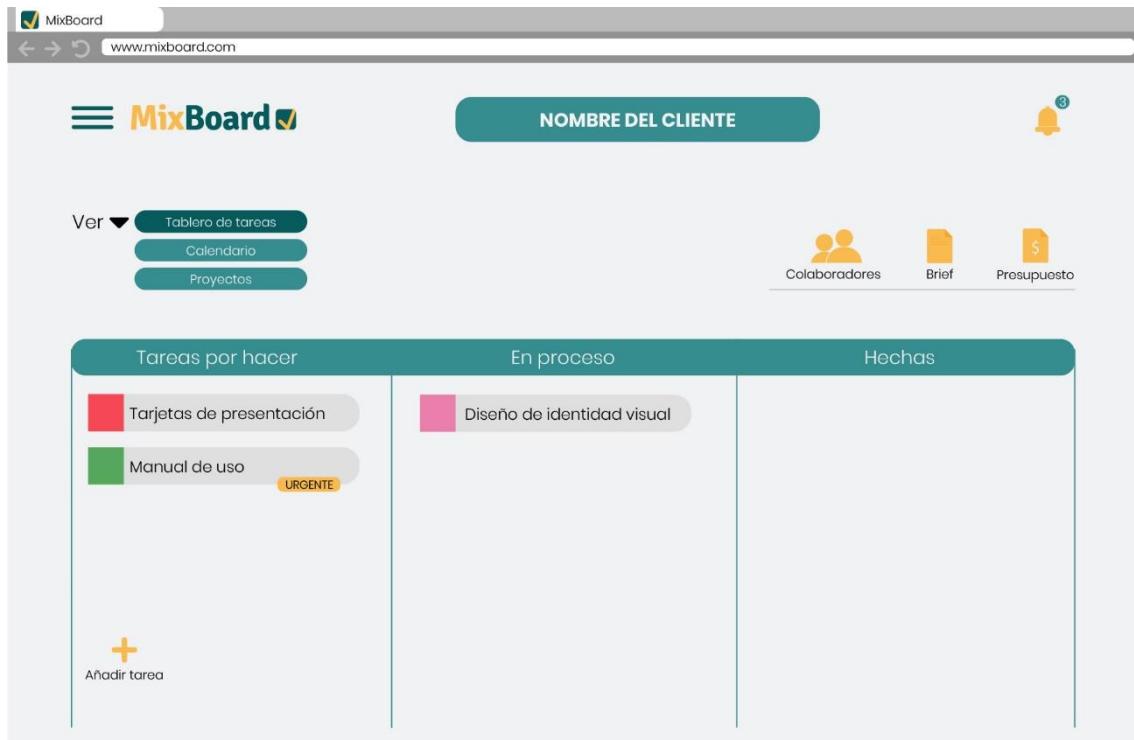 MixBoard
www.mixboard.com
MixBoard
NOMBRE DEL CLIENTE
3
Ver
Tablero de tareas
Calendario
Proyectos
Colaboradores
Brief
$
Presupuesto
Tareas por hacer
En proceso
Hechas
Tarjetas de presentación
Diseño de identidad visual
Manual de uso
URGENTE
Añadir tarea